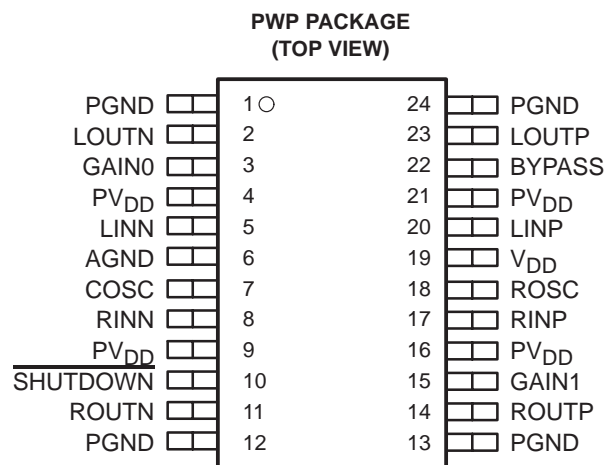 PWP PACKAGE
(TOP VIEW)
PGND 1 24 PGND
LOUTN 2 23 LOUTP
GAIN0 3 22 BYPASS
PVDD 4 21 PVDD
LINN 5 20 LINP
AGND 6 19 VDD
COSC 7 18 ROSC
RINN 8 17 RINP
PVDD 9 16 PVDD
SHUTDOWN 10 15 GAIN1
ROUTN 11 14 ROUTP
PGND 12 13 PGND